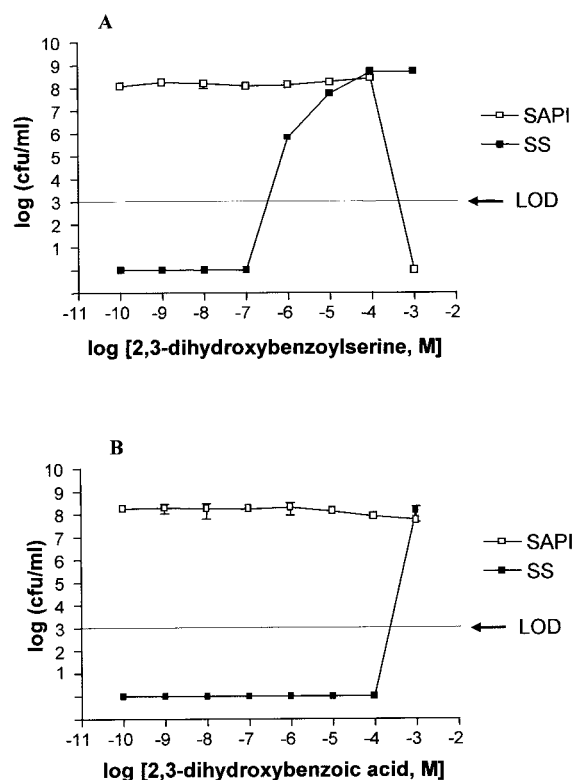 A
log (cfu/ml)
10
9
8
7
6
5
4
3
2
1
SAPI
SS
LOD
-11 -10 -9 -8 -7 -6 -5 -4 -3 -2
log [2,3-dihydroxybenzoylserine, M]
B
log (cfu/ml)
10
9
8
7
6
5
4
3
2
1
SAPI
SS
LOD
-11 -10 -9 -8 -7 -6 -5 -4 -3 -2
log [2,3-dihydroxybenzoic acid, M]